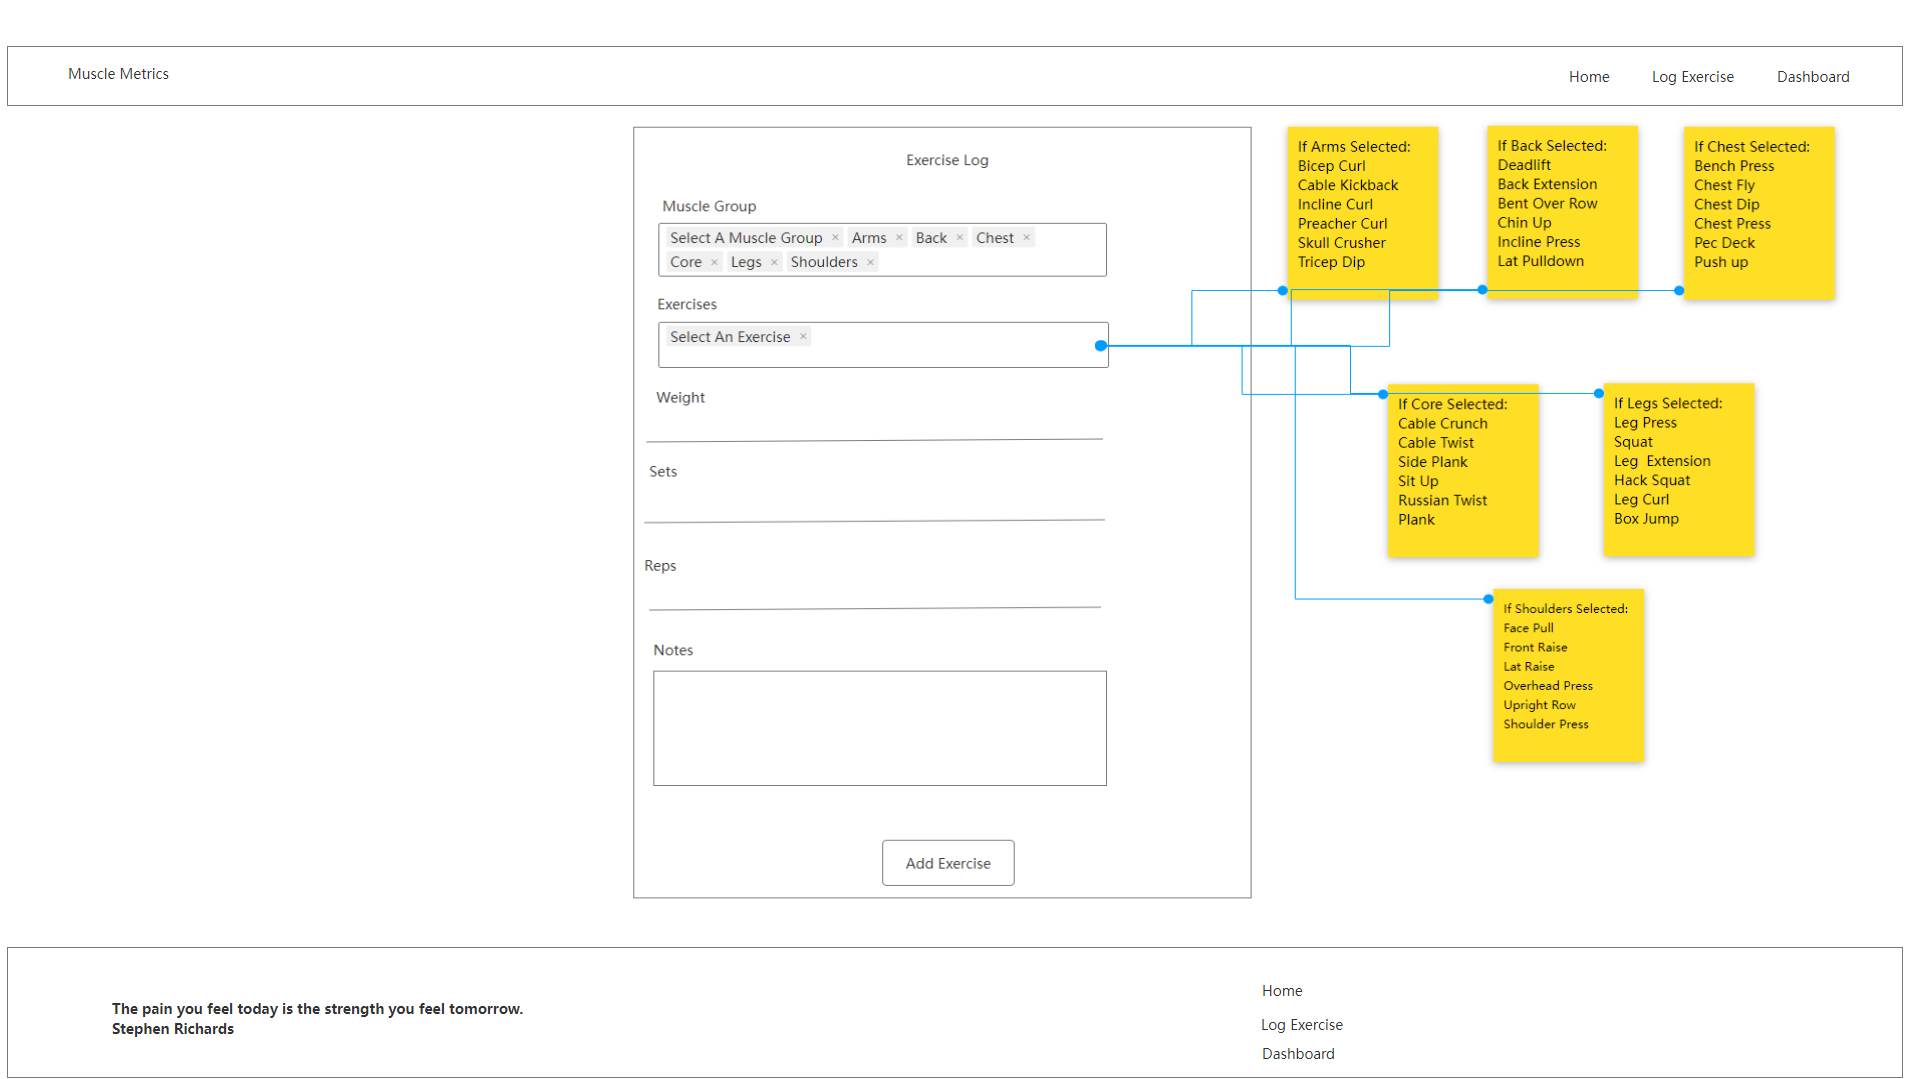 Muscle Metrics
Home
Log Exercise
Dashboard
Exercise Log
Muscle Group
Select A Muscle Group × Arms × Back × Chest ×
Core × Legs × Shoulders ×
Exercises
Select An Exercise ×
Weight
Sets
Reps
Notes
Add Exercise
If Arms Selected:
Bicep Curl
Cable Kickback
Incline Curl
Preacher Curl
Skull Crusher
Tricep Dip
If Back Selected:
Deadlift
Back Extension
Bent Over Row
Chin Up
Incline Press
Lat Pulldown
If Chest Selected:
Bench Press
Chest Fly
Chest Dip
Chest Press
Pec Deck
Push up
If Core Selected:
Cable Crunch
Cable Twist
Side Plank
Sit Up
Russian Twist
Plank
If Legs Selected:
Leg Press
Squat
Leg  Extension
Hack Squat
Leg Curl
Box Jump
If Shoulders Selected:
Face Pull
Front Raise
Lat Raise
Overhead Press
Upright Row
Shoulder Press
The pain you feel today is the strength you feel tomorrow.
Stephen Richards
Home
Log Exercise
Dashboard